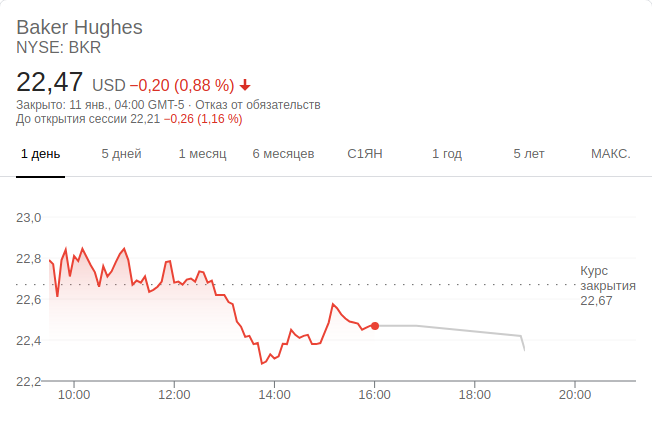 Baker Hughes
NYSE: BKR
22,47 USD −0,20 (0,88 %)
Закрыто: 11 янв., 04:00 GMT-5 · Отказ от обязательств
До открытия сессии 22,21 −0,26 (1,16 %)
1 день 5 дней 1 месяц 6 месяцев С1ЯН 1 год 5 лет МАКС.
23,0
22,8
Курс
закрытия
22,67
22,6
22,4
22,2
10:00 12:00 14:00 16:00 18:00 20:00